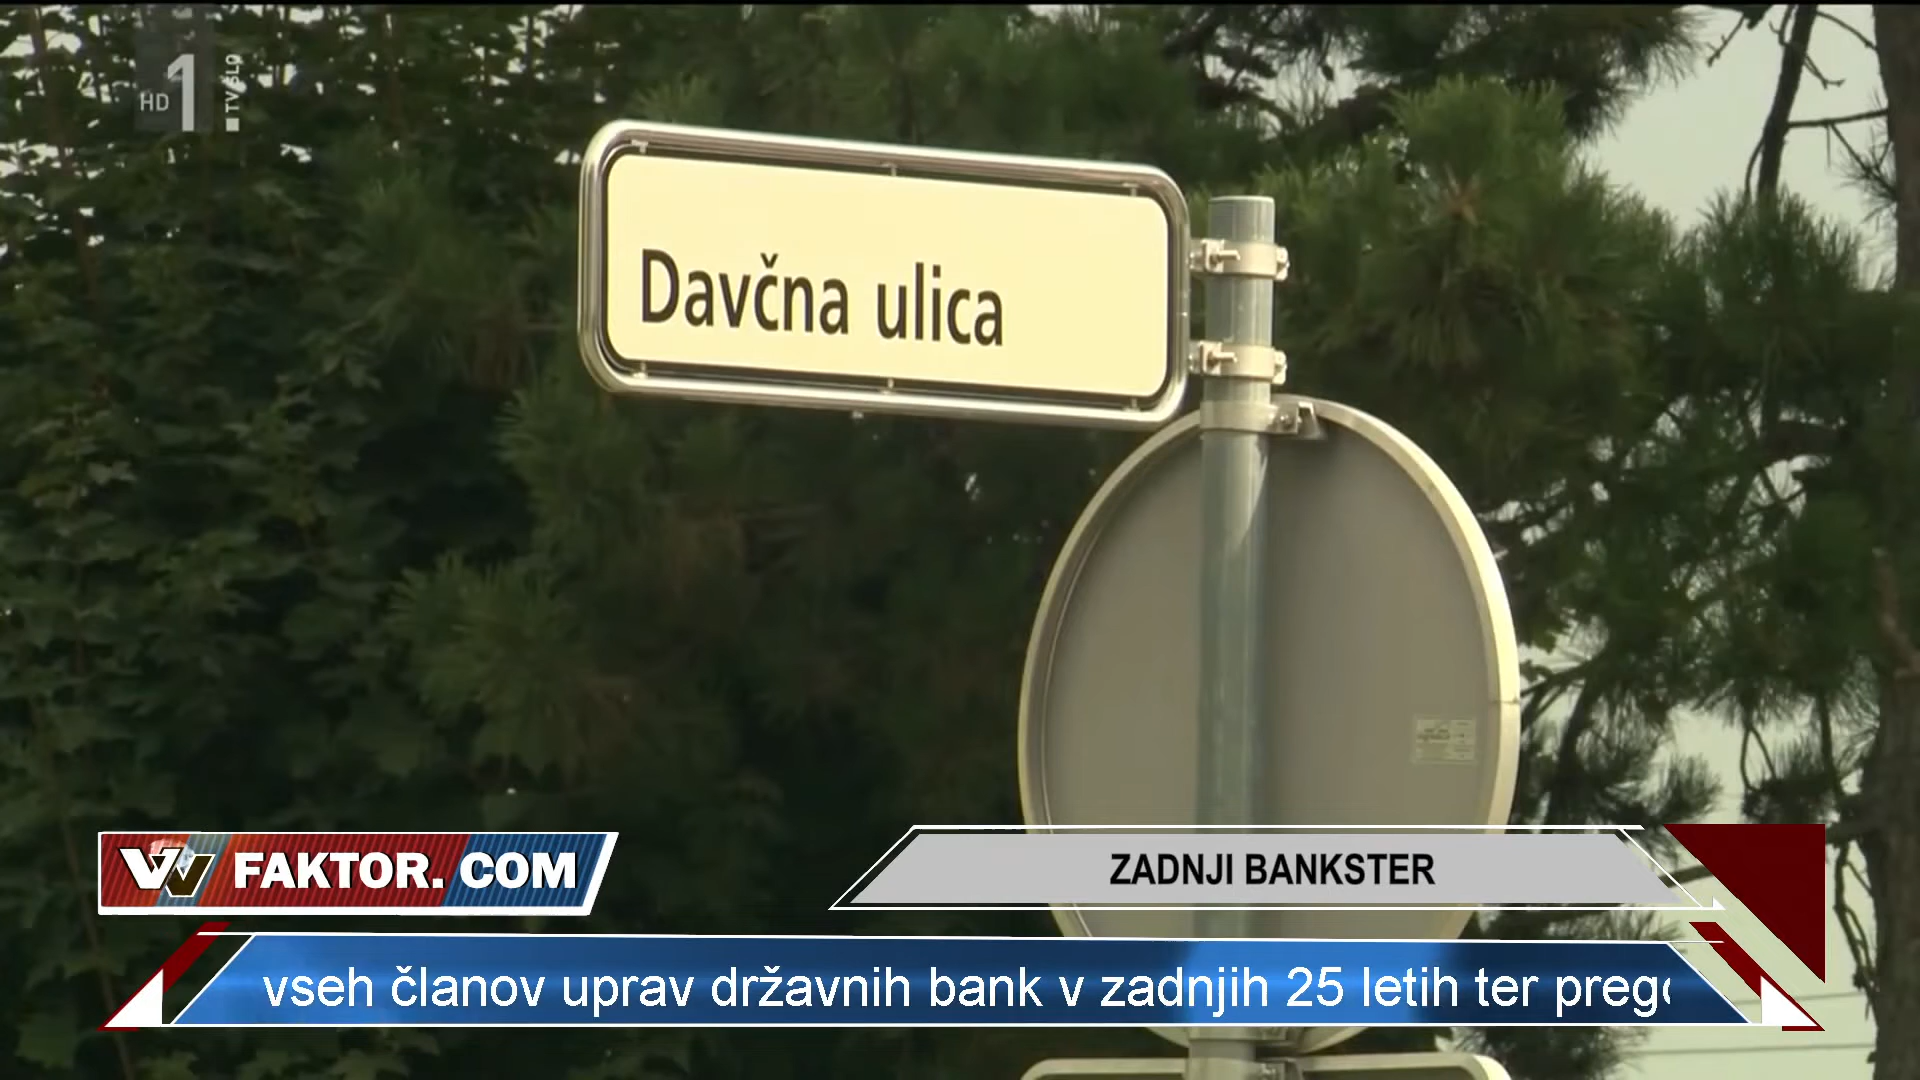 HD 1 TV SLO
Davčna ulica
FAKTOR. COM
ZADNJI BANKSTER
vseh članov uprav državnih bank v zadnjih 25 letih ter prego